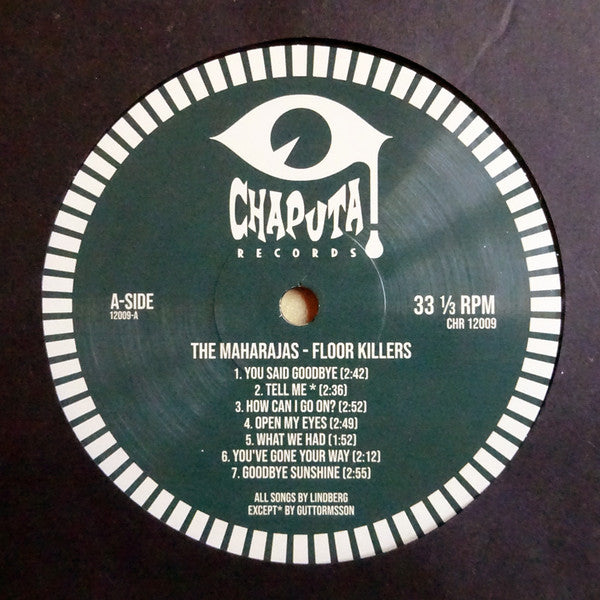 CHAPUTA!
RECORDS
A-SIDE
12009-A
33 ⅓ RPM
CHR 12009
THE MAHARAJAS - FLOOR KILLERS
1. YOU SAID GOODBYE (2:42)
2. TELL ME * (2:36)
3. HOW CAN I GO ON? (2:52)
4. OPEN MY EYES (2:49)
5. WHAT WE HAD (1:52)
6. YOU'VE GONE YOUR WAY (2:12)
7. GOODBYE SUNSHINE (2:55)
ALL SONGS BY LINDBERG
EXCEPT* BY GUTTORMSSON